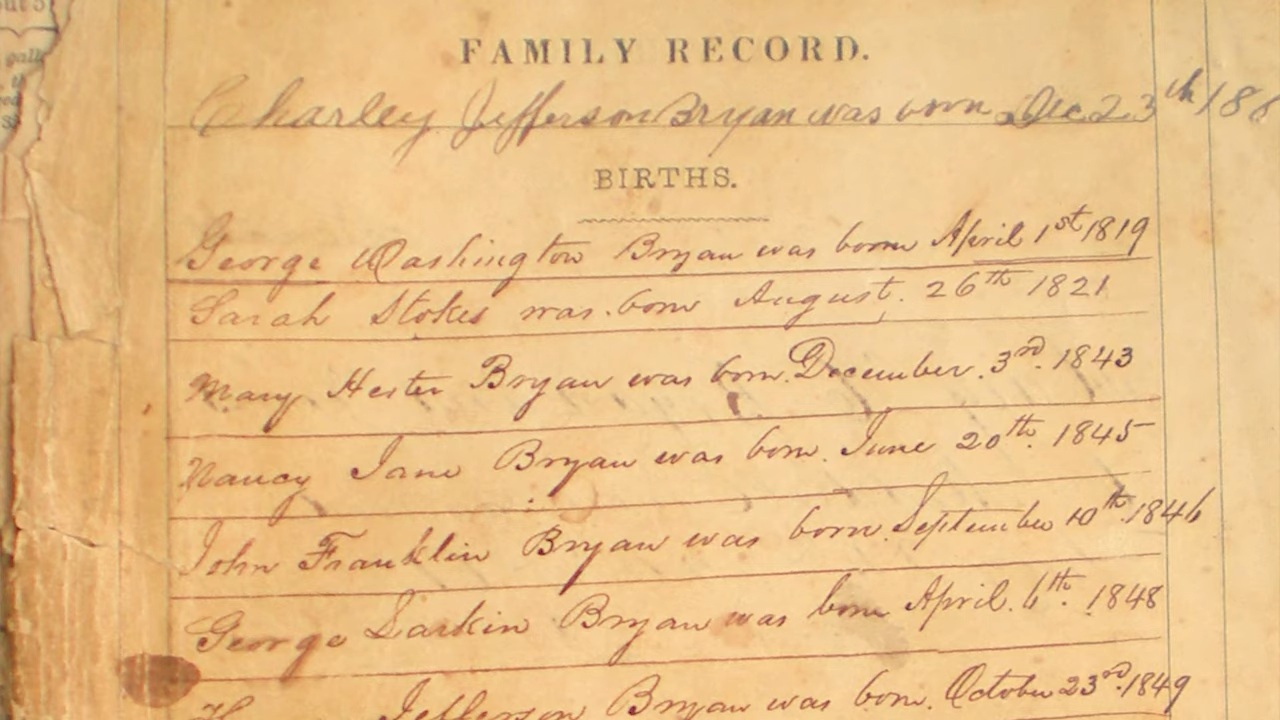 FAMILY RECORD.
Charley Jefferson Bryan was born Dec 23th 188
BIRTHS.
George Washington Bryan was born April 1st 1819
Sarah Stokes was born August. 26th 1821
Mary Hester Bryan was born. December. 3rd. 1843
Nancy Jane Bryan was born. June 20th. 1845
John Franklin Bryan was born. September 10th. 1846
George Larkin Bryan was born April. 6th. 1848
Jefferson Bryan was born. October 23rd. 1849